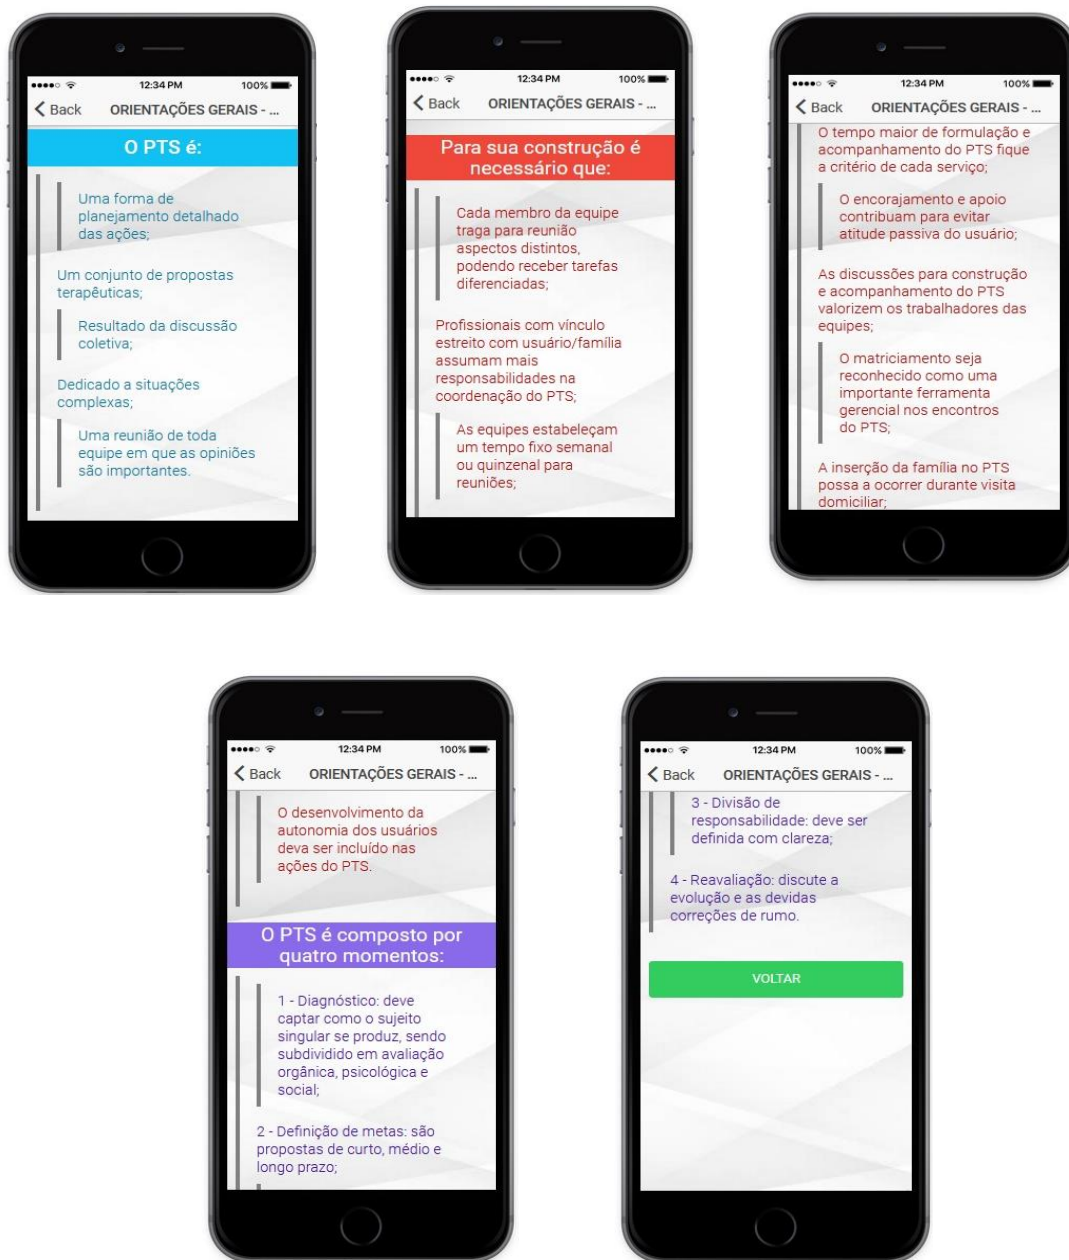 12:34 PM
100%
Back
ORIENTAÇÕES GERAIS - ...
O PTS é:
Uma forma de
planejamento detalhado
das ações;
Um conjunto de propostas
terapêuticas;
Resultado da discussão
coletiva;
Dedicado a situações
complexas;
Uma reunião de toda
equipe em que as opiniões
são importantes.
12:34 PM
100%
Back
ORIENTAÇÕES GERAIS - ...
Para sua construção é
necessário que:
Cada membro da equipe
traga para reunião
aspectos distintos,
podendo receber tarefas
diferenciadas;
Profissionais com vínculo
estreito com usuário/família
assumam mais
responsabilidades na
coordenação do PTS;
As equipes estabeleçam
um tempo fixo semanal
ou quinzenal para
reuniões;
12:34 PM
100%
Back
ORIENTAÇÕES GERAIS - ...
O tempo maior de formulação e
acompanhamento do PTS fique
a critério de cada serviço;
O encorajamento e apoio
contribuam para evitar
atitude passiva do usuário;
As discussões para construção
e acompanhamento do PTS
valorizem os trabalhadores das
equipes;
O matriciamento seja
reconhecido como uma
importante ferramenta
gerencial nos encontros
do PTS;
A inserção da família no PTS
possa a ocorrer durante visita
domiciliar;
12:34 PM
100%
Back
ORIENTAÇÕES GERAIS - ...
O desenvolvimento da
autonomia dos usuários
deva ser incluído nas
ações do PTS.
O PTS é composto por
quatro momentos:
1 - Diagnóstico: deve
captar como o sujeito
singular se produz, sendo
subdividido em avaliação
orgânica, psicológica e
social;
2 - Definição de metas: são
propostas de curto, médio e
longo prazo;
12:34 PM
100%
Back
ORIENTAÇÕES GERAIS - ...
3 - Divisão de
responsabilidade: deve ser
definida com clareza;
4 - Reavaliação: discute a
evolução e as devidas
correções de rumo.
VOLTAR